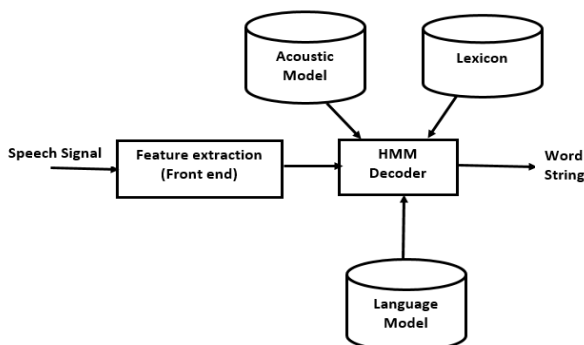 Acoustic
Model
Lexicon
Speech Signal
Feature extraction
(Front end)
HMM
Decoder
Word
String
Language
Model